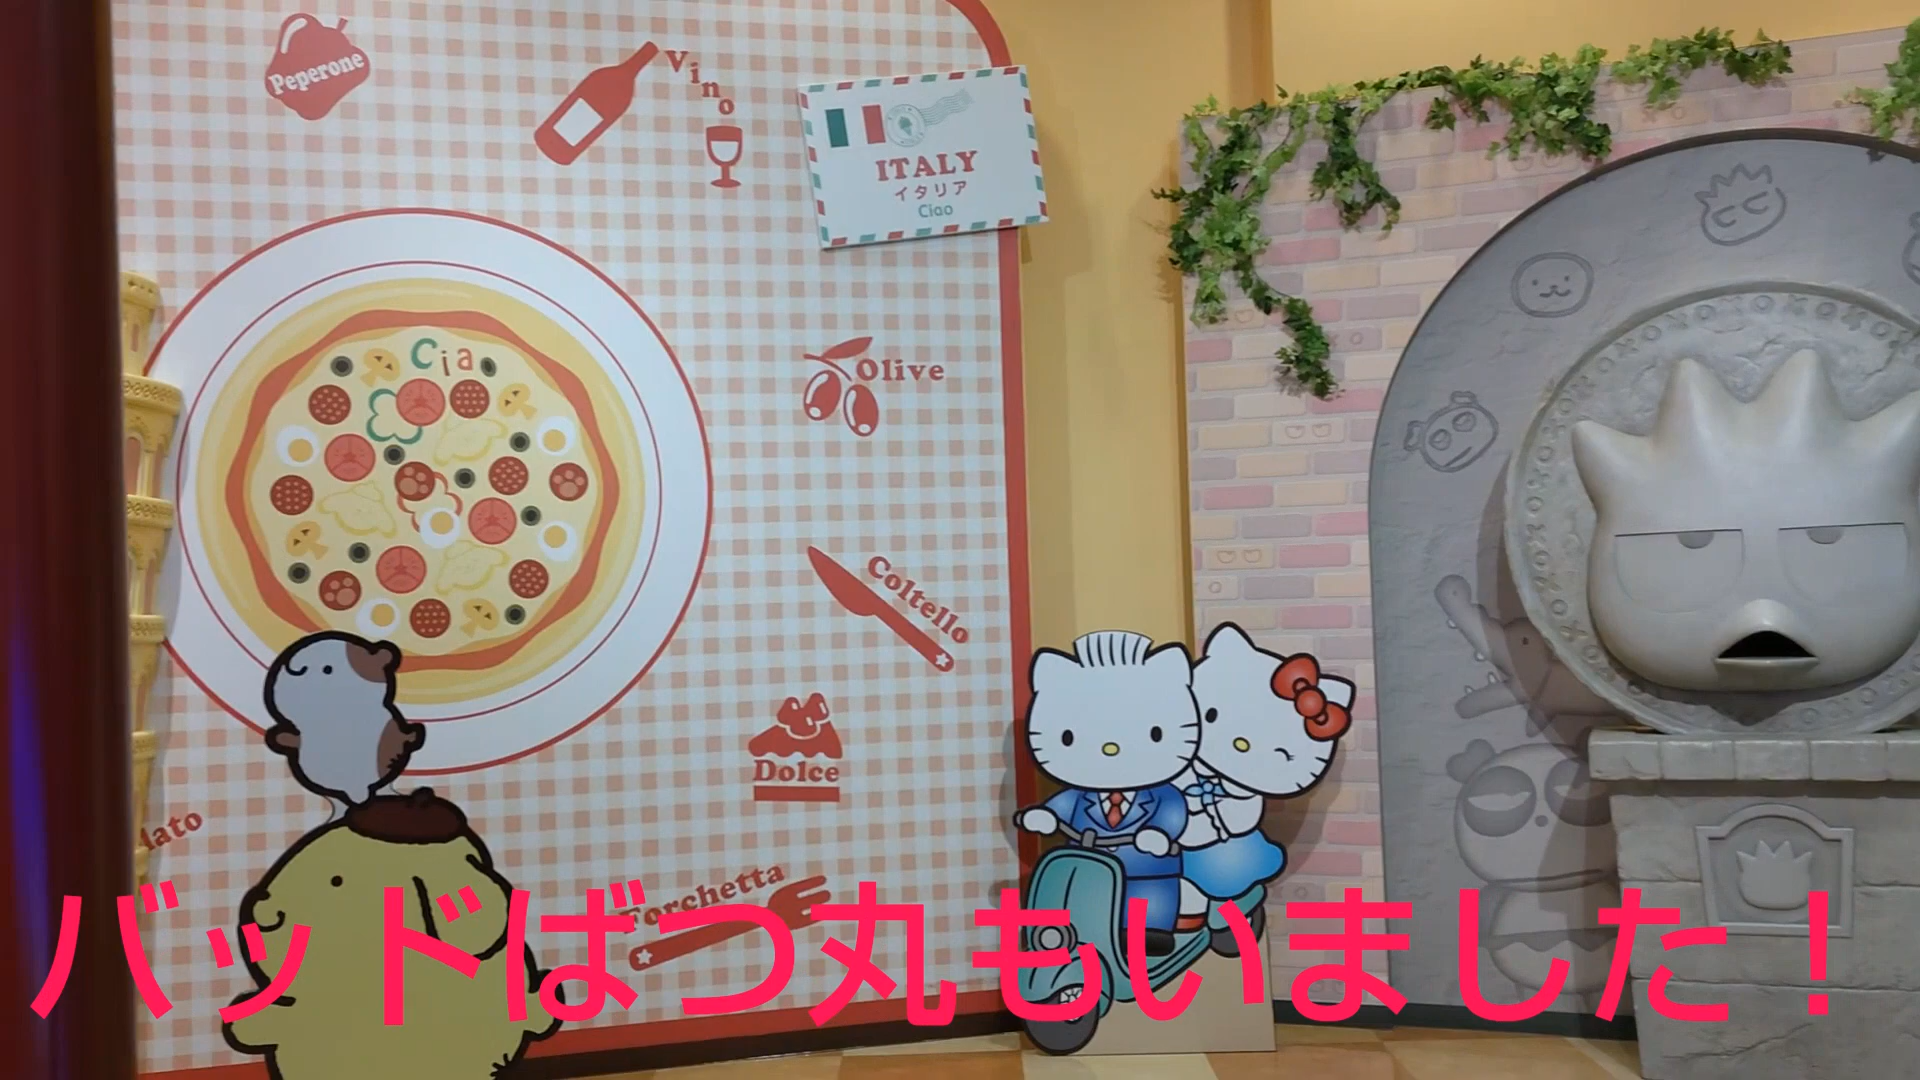 Peperone
Vino
ITALY
イタリア
Ciao
Cia
Olive
Coltello
Dolce
Forchetta
バッドばつ丸もいました！